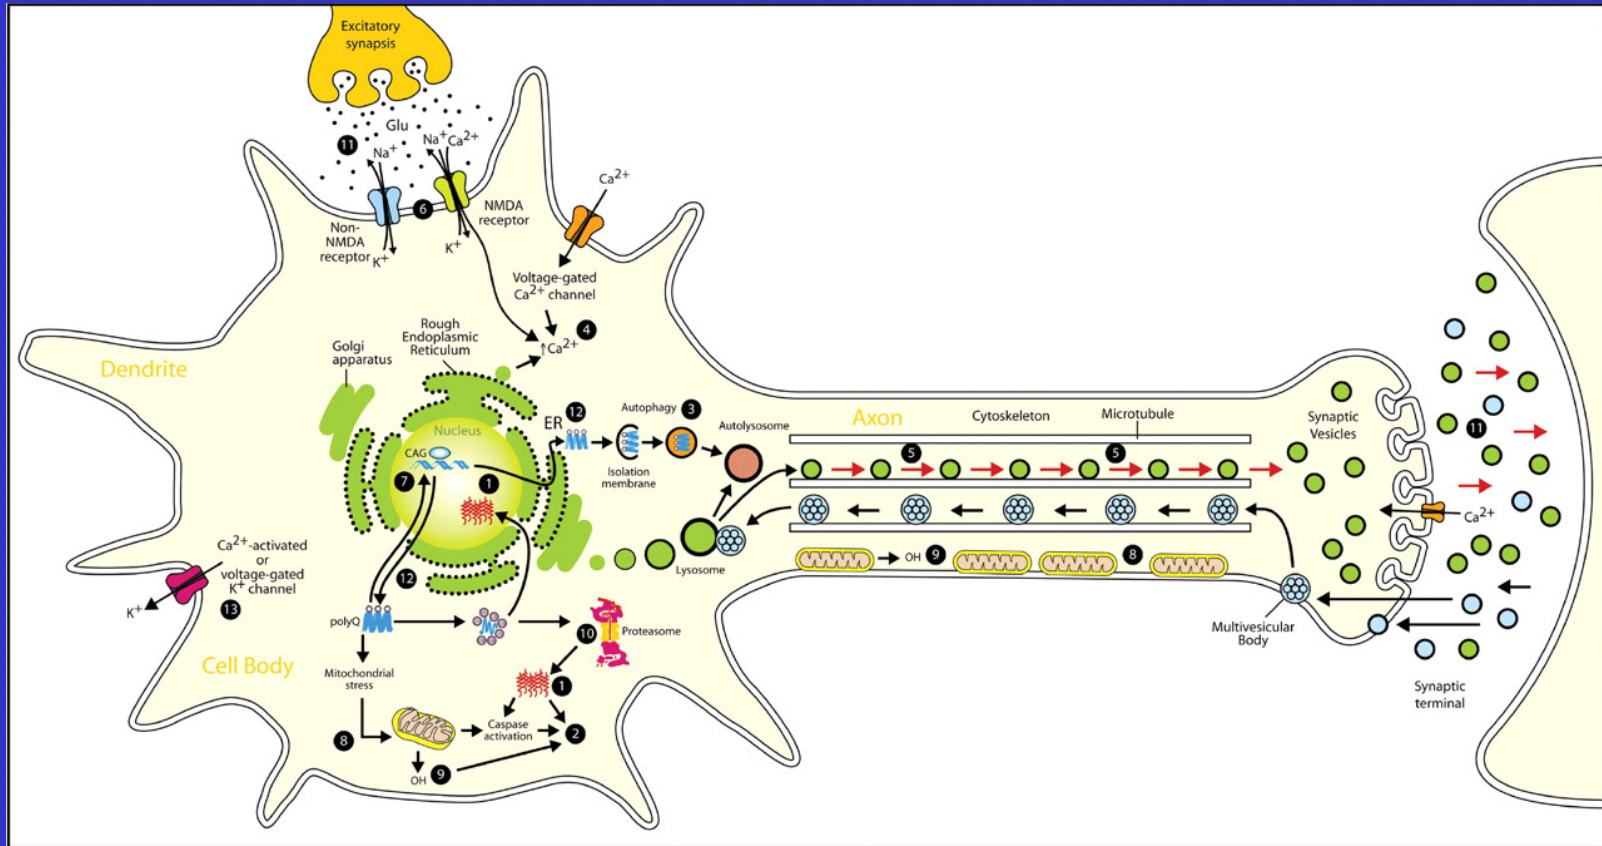 Excitatory
synapsis
Glu
11
Na+
Na+ Ca2+
6
Non-
NMDA
receptor
K+
K+
NMDA
receptor
Ca2+
Voltage-gated
Ca2+ channel
↑Ca2+
4
Dendrite
Golgi
apparatus
Rough
Endoplasmic
Reticulum
Nucleus
CAG
7
1
ER
12
Autophagy
3
Isolation
membrane
Autolysosome
Lysosome
Axon
Cytoskeleton
Microtubule
5
5
OH
9
8
Synaptic
Vesicles
11
Ca2+
Multivesicular
Body
Synaptic
terminal
Ca2+-activated
or
voltage-gated
K+ channel
K+
13
12
polyQ
10
Proteasome
Cell Body
Mitochondrial
stress
1
Caspase
activation
2
8
OH
9